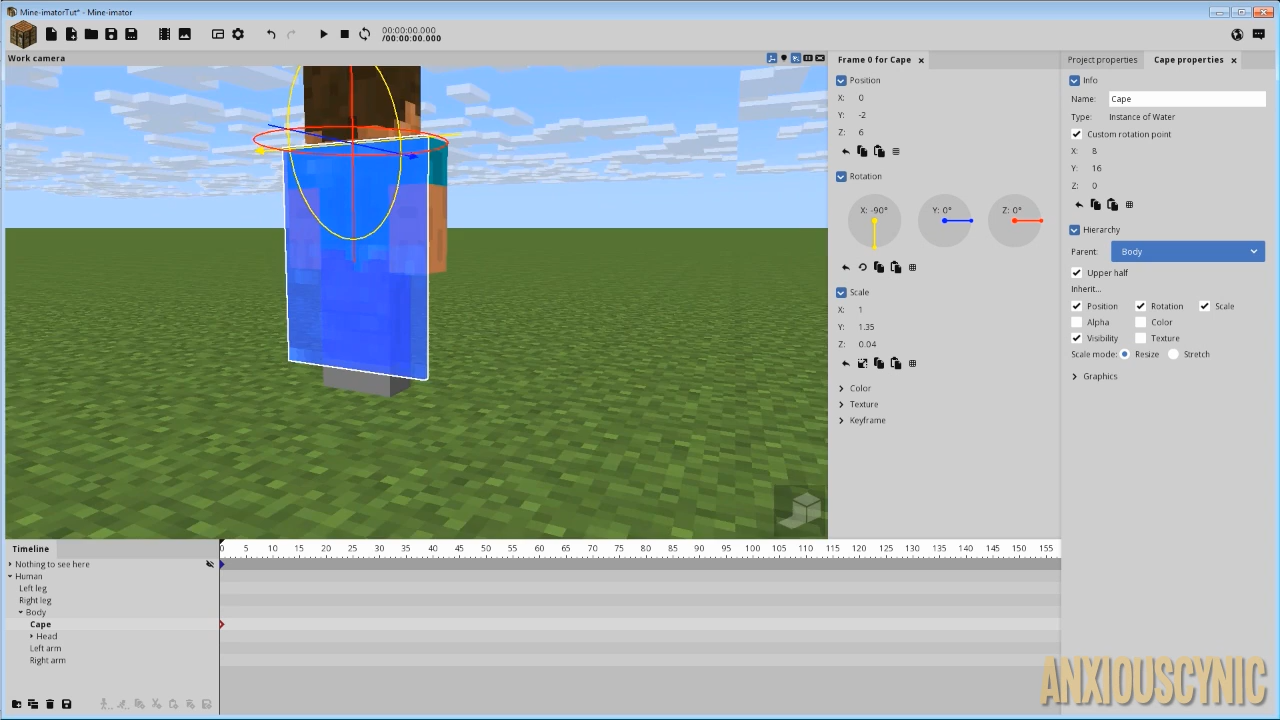 Mine-imatorTut* - Mine-imator
00:00:00.000
/00:00:00.000
Work camera
Frame 0 for Cape
Position
X: 0
Y: -2
Z: 6
Rotation
X: -90°
Y: 0°
Z: 0°
Scale
X: 1
Y: 1.35
Z: 0.04
Color
Texture
Keyframe
Project properties
Cape properties
Info
Name: Cape
Type: Instance of Water
Custom rotation point
X: 8
Y: 16
Z: 0
Hierarchy
Parent: Body
Upper half
Inherit...
Position Rotation Scale
Alpha Color
Visibility Texture
Scale mode: Resize Stretch
Graphics
Timeline
0 5 10 15 20 25 30 35 40 45 50 55 60 65 70 75 80 85 90 95 100 105 110 115 120 125 130 135 140 145 150 155
Nothing to see here
Human
Left leg
Right leg
Body
Cape
Head
Left arm
Right arm
ANXIOUSCYNIC